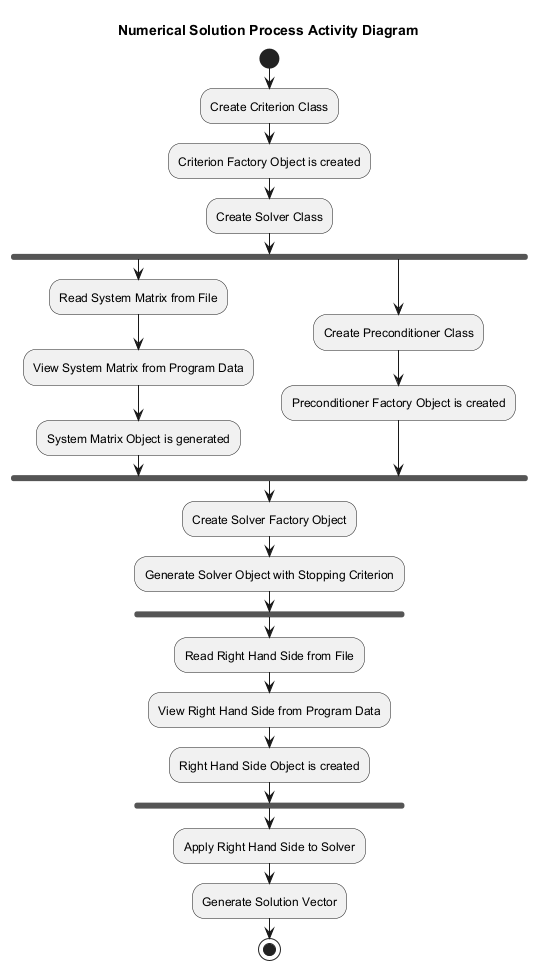 Numerical Solution Process Activity Diagram
Create Criterion Class
Criterion Factory Object is created
Create Solver Class
Read System Matrix from File
View System Matrix from Program Data
System Matrix Object is generated
Create Preconditioner Class
Preconditioner Factory Object is created
Create Solver Factory Object
Generate Solver Object with Stopping Criterion
Read Right Hand Side from File
View Right Hand Side from Program Data
Right Hand Side Object is created
Apply Right Hand Side to Solver
Generate Solution Vector